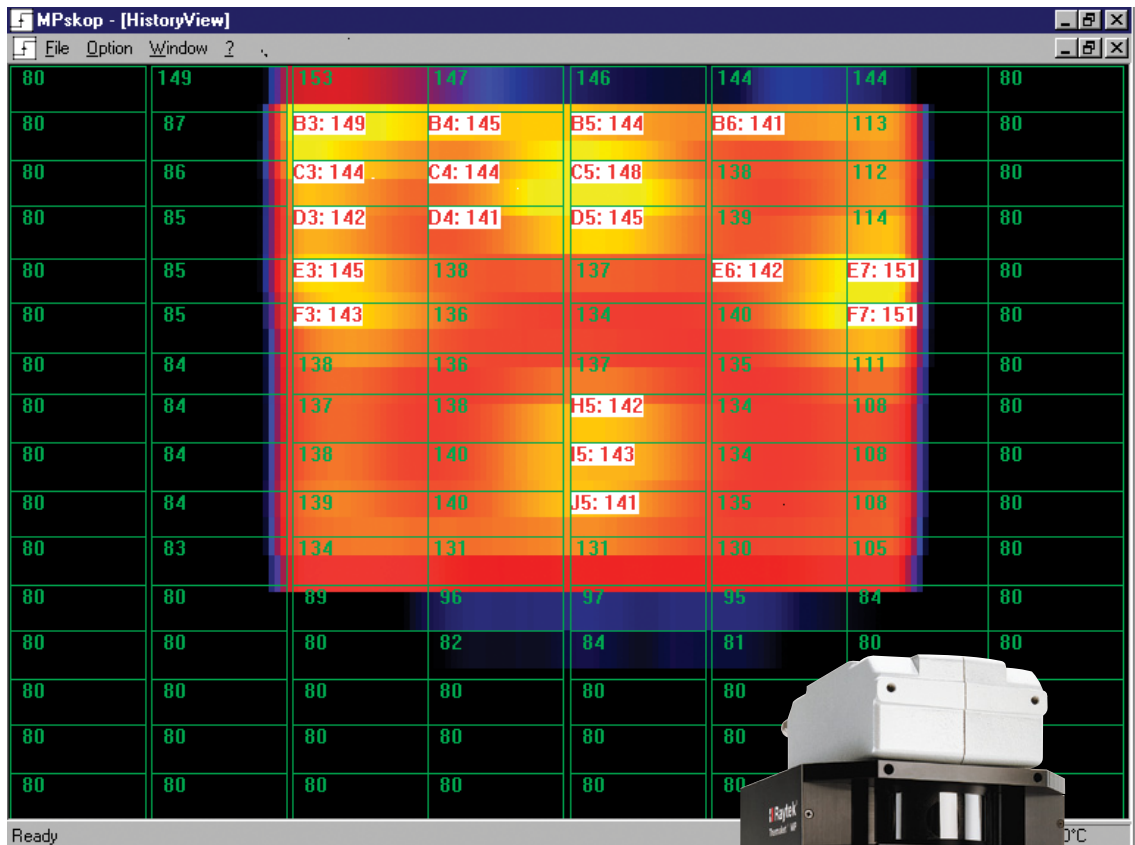 MPskop - [HistoryView]
File Option Window ?
80 149 153 147 146 144 144 80
80 87 B3: 149 B4: 145 B5: 144 B6: 141 113 80
80 86 C3: 144 C4: 144 C5: 148 138 112 80
80 85 D3: 142 D4: 141 D5: 145 139 114 80
80 85 E3: 145 138 137 E6: 142 E7: 151 80
80 85 F3: 143 136 134 140 F7: 151 80
80 84 138 136 137 135 111 80
80 84 137 138 H5: 142 134 108 80
80 84 138 140 I5: 143 134 108 80
80 84 139 140 J5: 141 135 108 80
80 83 134 131 131 130 105 80
80 80 89 96 97 95 84 80
80 80 80 82 84 81 80 80
80 80 80 80 80 80
80 80 80 80 80 80
80 80 80 80 80 80
Raytek
Ready 0°C